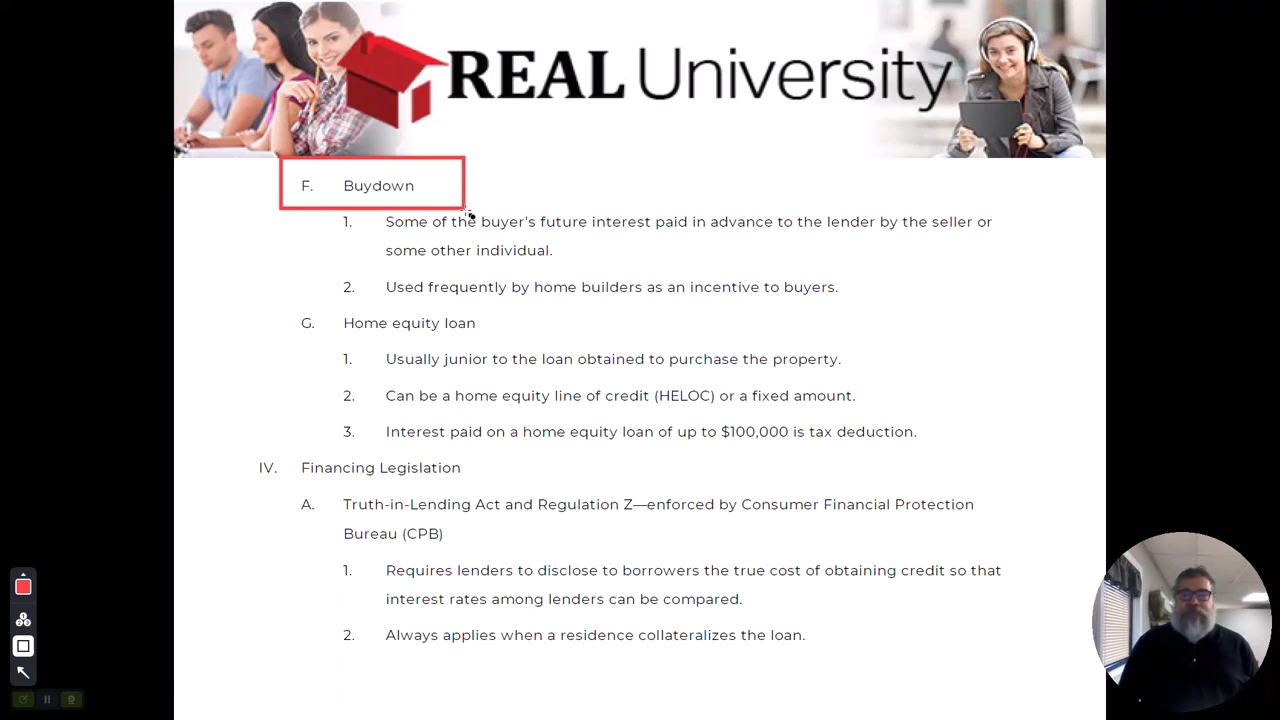 REAL University
F. Buydown
1. Some of the buyer's future interest paid in advance to the lender by the seller or
some other individual.
2. Used frequently by home builders as an incentive to buyers.
G. Home equity loan
1. Usually junior to the loan obtained to purchase the property.
2. Can be a home equity line of credit (HELOC) or a fixed amount.
3. Interest paid on a home equity loan of up to $100,000 is tax deduction.
IV. Financing Legislation
A. Truth-in-Lending Act and Regulation Z—enforced by Consumer Financial Protection
Bureau (CPB)
1. Requires lenders to disclose to borrowers the true cost of obtaining credit so that
interest rates among lenders can be compared.
2. Always applies when a residence collateralizes the loan.